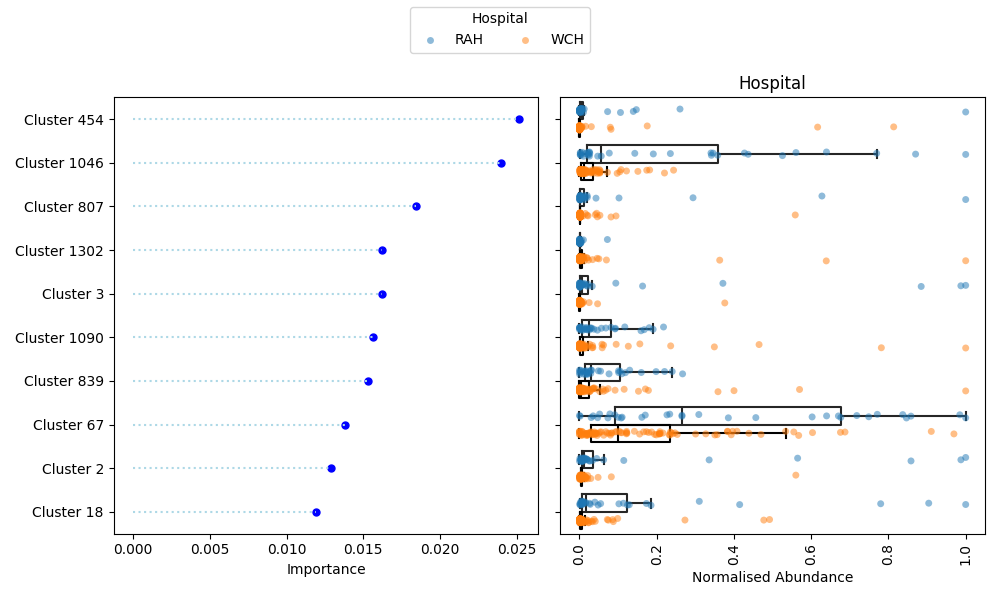 Hospital
RAH WCH
Hospital
Cluster 454
Cluster 1046
Cluster 807
Cluster 1302
Cluster 3
Cluster 1090
Cluster 839
Cluster 67
Cluster 2
Cluster 18
0.000 0.005 0.010 0.015 0.020 0.025
Importance
0.0 0.2 0.4 0.6 0.8 1.0
Normalised Abundance